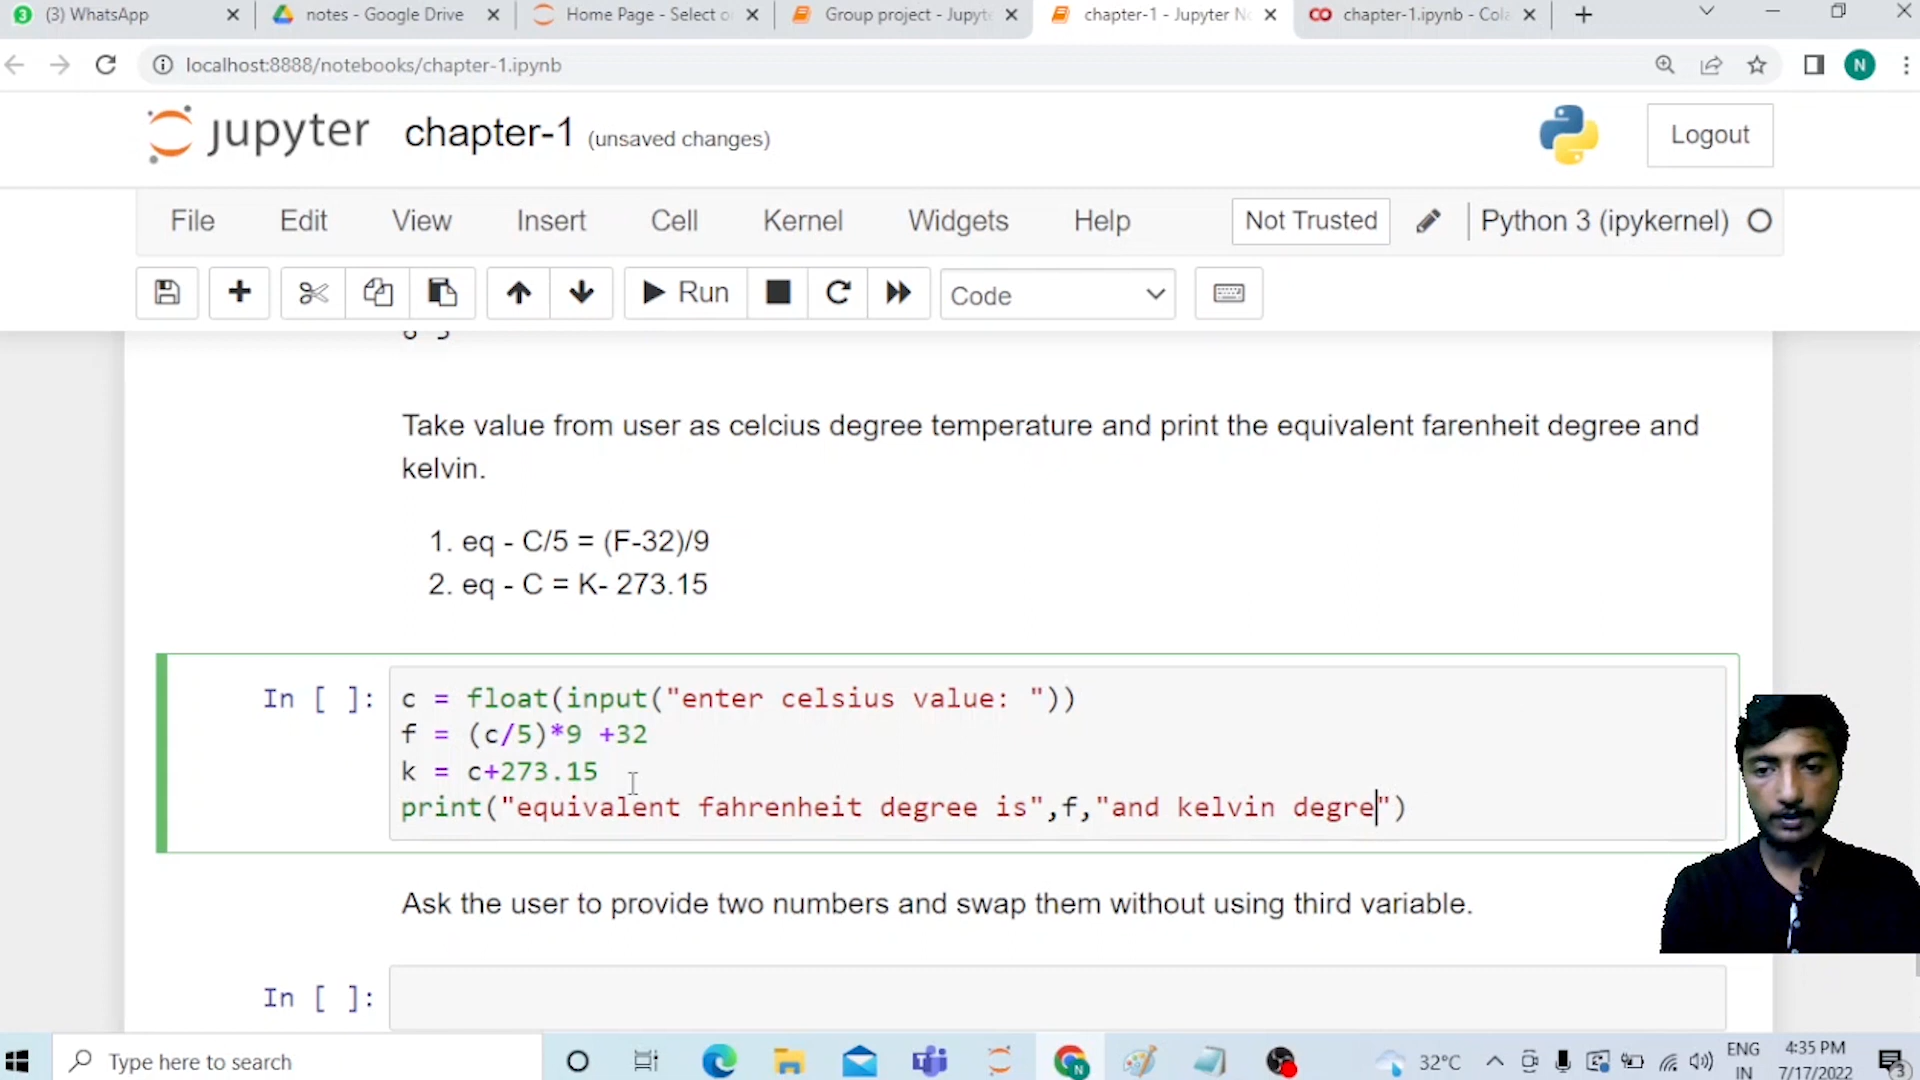 (3) WhatsApp
notes - Google Drive
Home Page - Select o
Group project - Jupyte
chapter-1 - Jupyter No
chapter-1.ipynb - Cola
localhost:8888/notebooks/chapter-1.ipynb
N
jupyter chapter-1 (unsaved changes)
Logout
File Edit View Insert Cell Kernel Widgets Help
Not Trusted
Python 3 (ipykernel)
Run
Code
Take value from user as celcius degree temperature and print the equivalent farenheit degree and
kelvin.
1. eq - C/5 = (F-32)/9
2. eq - C = K- 273.15
In [ ]: c = float(input("enter celsius value: "))
f = (c/5)*9 +32
k = c+273.15
print("equivalent fahrenheit degree is",f,"and kelvin degre")
Ask the user to provide two numbers and swap them without using third variable.
In [ ]:
Type here to search
32°C
ENG
IN
4:35 PM
7/17/2022
3